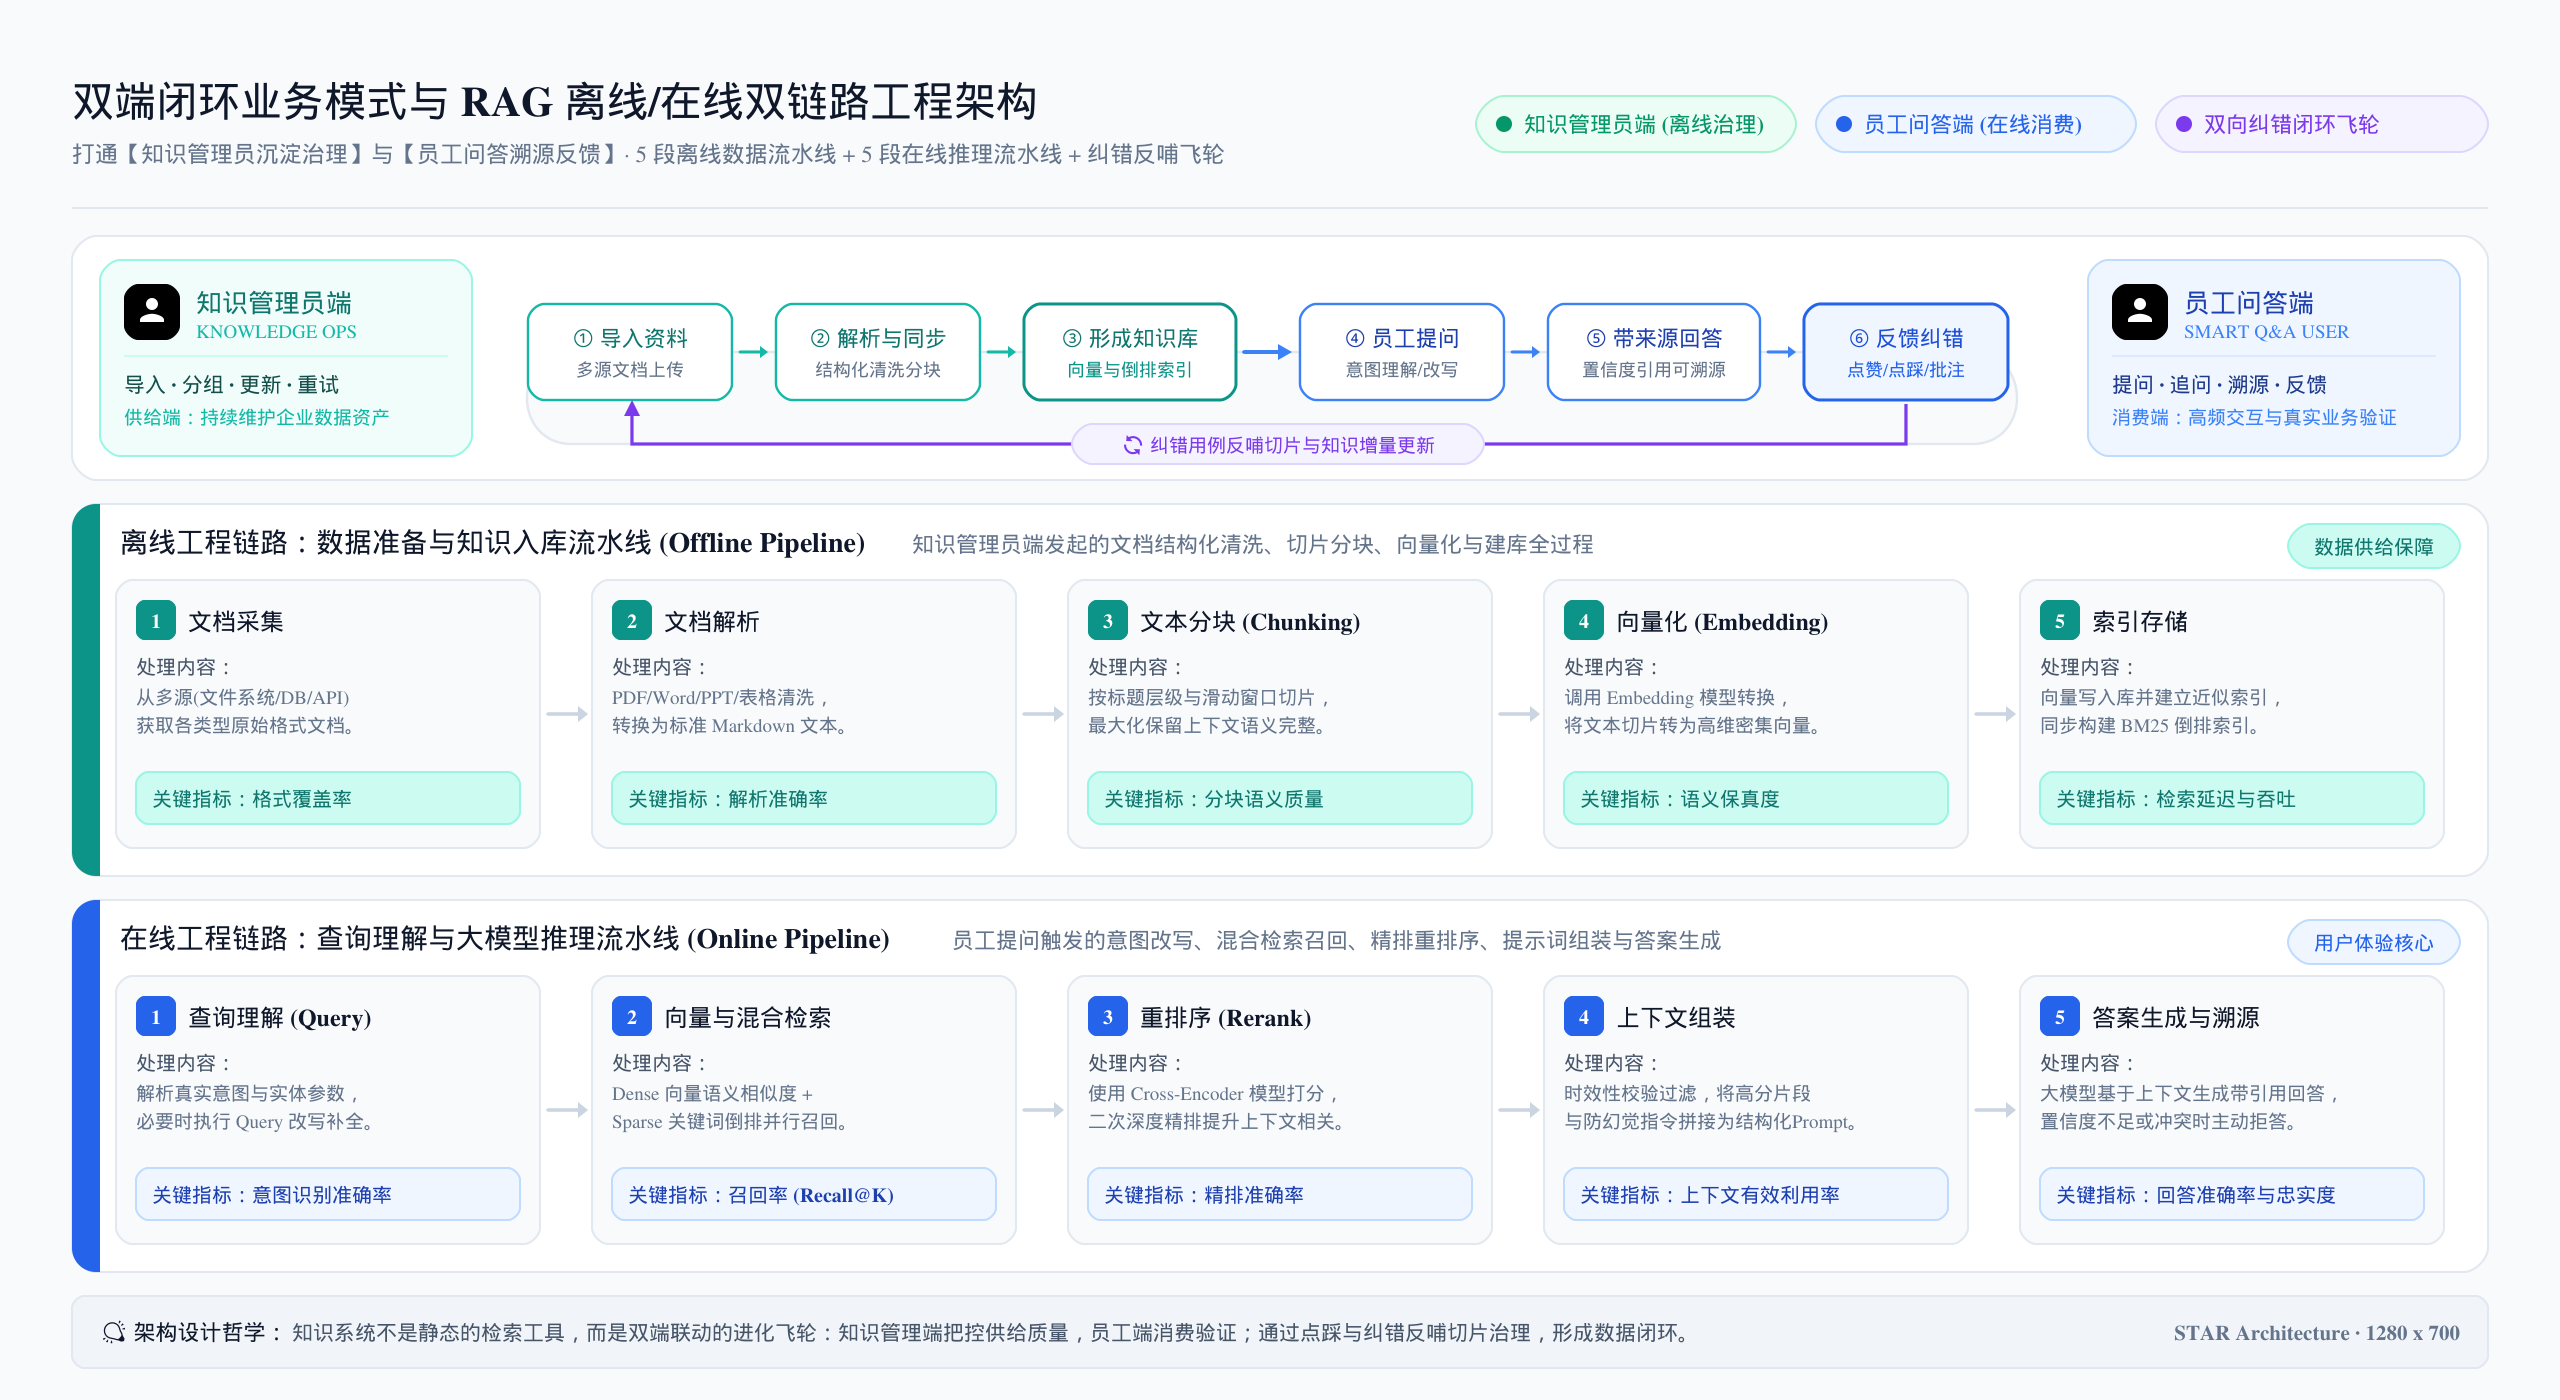 双端闭环业务模式与 RAG 离线/在线双链路工程架构
打通【知识管理员沉淀治理】与【员工问答溯源反馈】· 5 段离线数据流水线 + 5 段在线推理流水线 + 纠错反哺飞轮
知识管理员端 (离线治理)
员工问答端 (在线消费)
双向纠错闭环飞轮
知识管理员端
KNOWLEDGE OPS
导入 · 分组 · 更新 · 重试
供给端：持续维护企业数据资产
① 导入资料
多源文档上传
② 解析与同步
结构化清洗分块
③ 形成知识库
向量与倒排索引
④ 员工提问
意图理解/改写
⑤ 带来源回答
置信度引用可溯源
⑥ 反馈纠错
点赞/点踩/批注
纠错用例反哺切片与知识增量更新
员工问答端
SMART Q&A USER
提问 · 追问 · 溯源 · 反馈
消费端：高频交互与真实业务验证
离线工程链路：数据准备与知识入库流水线 (Offline Pipeline)
知识管理员端发起的文档结构化清洗、切片分块、向量化与建库全过程
数据供给保障
1 文档采集
处理内容：
从多源(文件系统/DB/API)
获取各类型原始格式文档。
关键指标：格式覆盖率
2 文档解析
处理内容：
PDF/Word/PPT/表格清洗，
转换为标准 Markdown 文本。
关键指标：解析准确率
3 文本分块 (Chunking)
处理内容：
按标题层级与滑动窗口切片，
最大化保留上下文语义完整。
关键指标：分块语义质量
4 向量化 (Embedding)
处理内容：
调用 Embedding 模型转换，
将文本切片转为高维密集向量。
关键指标：语义保真度
5 索引存储
处理内容：
向量写入库并建立近似索引，
同步构建 BM25 倒排索引。
关键指标：检索延迟与吞吐
在线工程链路：查询理解与大模型推理流水线 (Online Pipeline)
员工提问触发的意图改写、混合检索召回、精排重排序、提示词组装与答案生成
用户体验核心
1 查询理解 (Query)
处理内容：
解析真实意图与实体参数，
必要时执行 Query 改写补全。
关键指标：意图识别准确率
2 向量与混合检索
处理内容：
Dense 向量语义相似度 +
Sparse 关键词倒排并行召回。
关键指标：召回率 (Recall@K)
3 重排序 (Rerank)
处理内容：
使用 Cross-Encoder 模型打分，
二次深度精排提升上下文相关。
关键指标：精排准确率
4 上下文组装
处理内容：
时效性校验过滤，将高分片段
与防幻觉指令拼接为结构化Prompt。
关键指标：上下文有效利用率
5 答案生成与溯源
处理内容：
大模型基于上下文生成带引用回答，
置信度不足或冲突时主动拒答。
关键指标：回答准确率与忠实度
架构设计哲学： 知识系统不是静态的检索工具，而是双端联动的进化飞轮：知识管理端把控供给质量，员工端消费验证；通过点踩与纠错反哺切片治理，形成数据闭环。
STAR Architecture · 1280 x 700